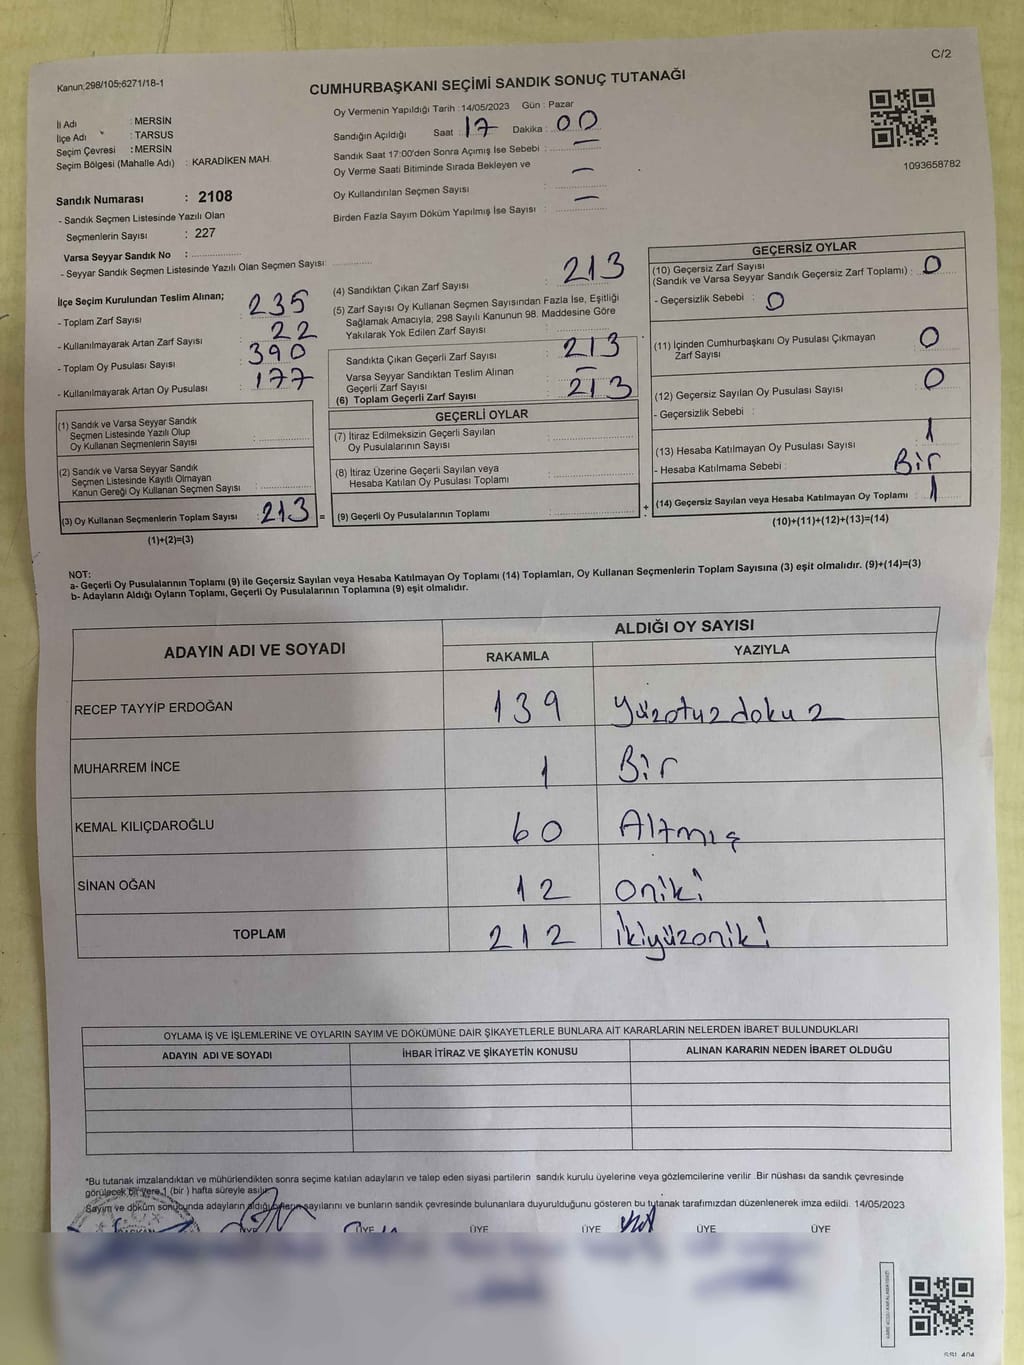 C/2
Kanun;298/105-6271/18-1
CUMHURBAŞKANI SEÇİMİ SANDIK SONUÇ TUTANAĞI
İl Adı : MERSİN
İlçe Adı : TARSUS
Seçim Çevresi : MERSİN
Seçim Bölgesi (Mahalle Adı) : KARADİKEN MAH.
Oy Vermenin Yapıldığı Tarih : 14/05/2023 Gün : Pazar
Sandığın Açıldığı Saat : 17 Dakika : 00
Sandık Saat 17:00'den Sonra Açımış İse Sebebi : —
Oy Verme Saati Bitiminde Sırada Bekleyen ve
Oy Kullandırılan Seçmen Sayısı : —
Birden Fazla Sayım Döküm Yapılmış İse Sayısı : —
1093658782
Sandık Numarası : 2108
- Sandık Seçmen Listesinde Yazılı Olan
Seçmenlerin Sayısı : 227
Varsa Seyyar Sandık No :
- Seyyar Sandık Seçmen Listesinde Yazılı Olan Seçmen Sayısı:
İlçe Seçim Kurulundan Teslim Alınan;
- Toplam Zarf Sayısı : 235
- Kullanılmayarak Artan Zarf Sayısı : 22
- Toplam Oy Pusulası Sayısı : 390
- Kullanılmayarak Artan Oy Pusulası : 177
(1) Sandık ve Varsa Seyyar Sandık
Seçmen Listesinde Yazılı Olup
Oy Kullanan Seçmenlerin Sayısı :
(2) Sandık ve Varsa Seyyar Sandık
Seçmen Listesinde Kayıtlı Olmayan
Kanun Gereği Oy Kullanan Seçmen Sayısı :
(3) Oy Kullanan Seçmenlerin Toplam Sayısı : 213 =
(1)+(2)=(3)
(4) Sandıktan Çıkan Zarf Sayısı : 213
(5) Zarf Sayısı Oy Kullanan Seçmen Sayısından Fazla İse, Eşitliği
Sağlamak Amacıyla; 298 Sayılı Kanunun 98. Maddesine Göre
Yakılarak Yok Edilen Zarf Sayısı :
Sandıkta Çıkan Geçerli Zarf Sayısı : 213
Varsa Seyyar Sandıktan Teslim Alınan
Geçerli Zarf Sayısı : —
(6) Toplam Geçerli Zarf Sayısı : 213
GEÇERLİ OYLAR
(7) İtiraz Edilmeksizin Geçerli Sayılan
Oy Pusulalarının Sayısı :
(8) İtiraz Üzerine Geçerli Sayılan veya
Hesaba Katılan Oy Pusulası Toplamı :
(9) Geçerli Oy Pusulalarının Toplamı : +
GEÇERSİZ OYLAR
(10) Geçersiz Zarf Sayısı
(Sandık ve Varsa Seyyar Sandık Geçersiz Zarf Toplamı) : 0
- Geçersizlik Sebebi : 0
(11) İçinden Cumhurbaşkanı Oy Pusulası Çıkmayan
Zarf Sayısı : 0
(12) Geçersiz Sayılan Oy Pusulası Sayısı : 0
- Geçersizlik Sebebi :
(13) Hesaba Katılmayan Oy Pusulası Sayısı : 1
- Hesaba Katılmama Sebebi : Bir
(14) Geçersiz Sayılan veya Hesaba Katılmayan Oy Toplamı : 1
(10)+(11)+(12)+(13)=(14)
NOT:
a- Geçerli Oy Pusulalarının Toplamı (9) ile Geçersiz Sayılan veya Hesaba Katılmayan Oy Toplamı (14) Toplamları, Oy Kullanan Seçmenlerin Toplam Sayısına (3) eşit olmalıdır. (9)+(14)=(3)
b- Adayların Aldığı Oyların Toplamı, Geçerli Oy Pusulalarının Toplamına (9) eşit olmalıdır.
ADAYIN ADI VE SOYADI ALDIĞI OY SAYISI
RAKAMLA YAZIYLA
RECEP TAYYİP ERDOĞAN 139 Yüzotuzdokuz
MUHARREM İNCE 1 Bir
KEMAL KILIÇDAROĞLU 60 Altmış
SİNAN OĞAN 12 oniki
TOPLAM 212 İkiyüzoniki
OYLAMA İŞ VE İŞLEMLERİNE VE OYLARIN SAYIM VE DÖKÜMÜNE DAİR ŞİKAYETLERLE BUNLARA AİT KARARLARIN NELERDEN İBARET BULUNDUKLARI
ADAYIN ADI VE SOYADI İHBAR İTİRAZ VE ŞİKAYETİN KONUSU ALINAN KARARIN NEDEN İBARET OLDUĞU
*Bu tutanak imzalandıktan ve mühürlendikten sonra seçime katılan adayların ve talep eden siyasi partilerin sandık kurulu üyelerine veya gözlemcilerine verilir. Bir nüshası da sandık çevresinde
görülecek bir yere 1 (bir ) hafta süreyle asılır.
Sayım ve döküm sonucunda adayların aldığı oyların sayılarını ve bunların sandık çevresinde bulunanlara duyurulduğunu gösteren bu tutanak tarafımızdan düzenlenerek imza edildi. 14/05/2023
BAŞKAN ÜYE ÜYE ÜYE ÜYE ÜYE ÜYE